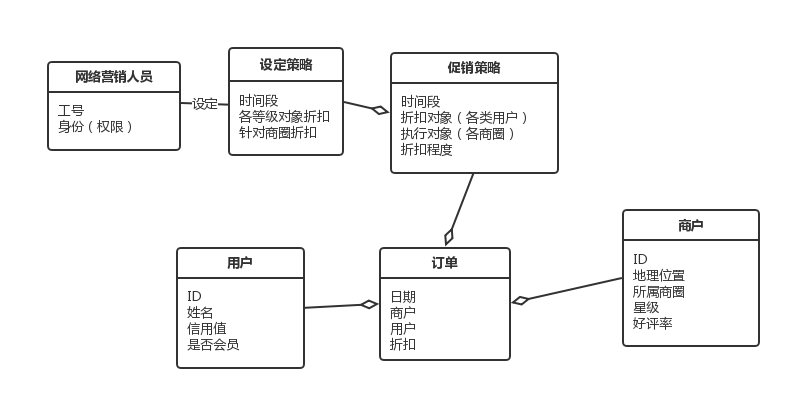 网络营销人员
工号
身份（权限）
设定
设定策略
时间段
各等级对象折扣
针对商圈折扣
促销策略
时间段
折扣对象（各类用户）
执行对象（各商圈）
折扣程度
用户
ID
姓名
信用值
是否会员
订单
日期
商户
用户
折扣
商户
ID
地理位置
所属商圈
星级
好评率